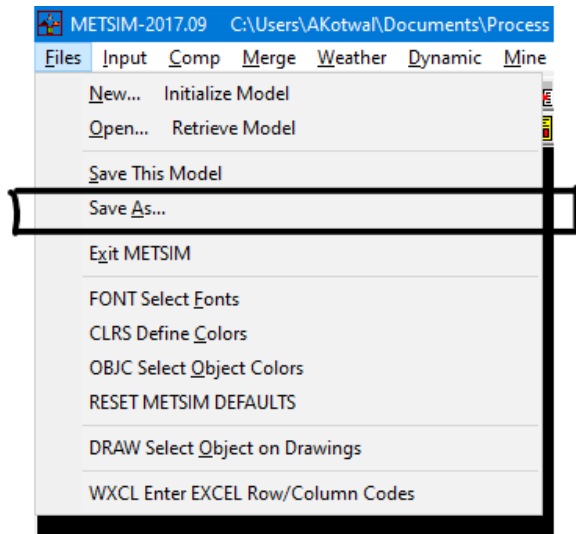 METSIM-2017.09 C:\Users\AKotwal\Documents\Process
Files Input Comp Merge Weather Dynamic Mine
New... Initialize Model
Open... Retrieve Model
Save This Model
Save As...
Exit METSIM
FONT Select Fonts
CLRS Define Colors
OBJC Select Object Colors
RESET METSIM DEFAULTS
DRAW Select Object on Drawings
WXCL Enter EXCEL Row/Column Codes